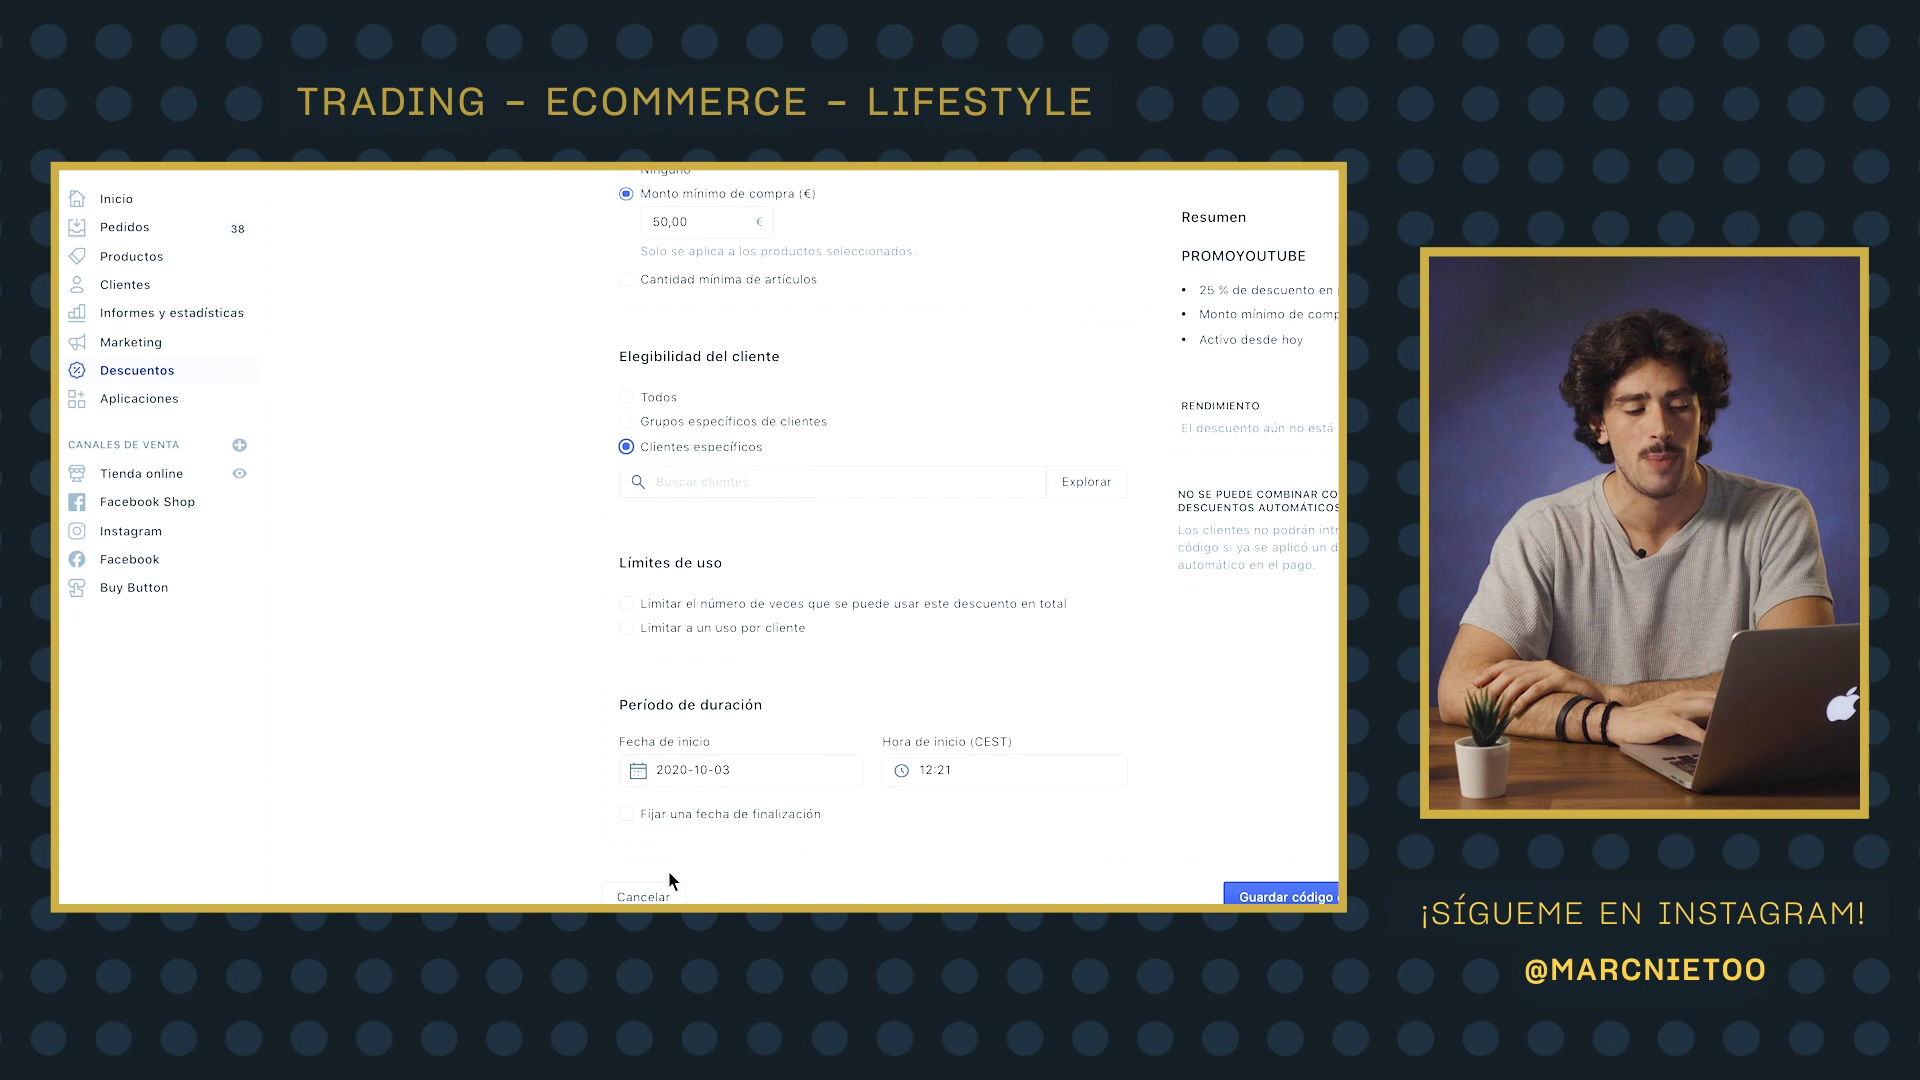 TRADING - ECOMMERCE - LIFESTYLE
Inicio
Pedidos 38
Productos
Clientes
Informes y estadísticas
Marketing
Descuentos
Aplicaciones
CANALES DE VENTA
Tienda online
Facebook Shop
Instagram
Facebook
Buy Button
Ninguno
Monto mínimo de compra (€)
50,00 €
Solo se aplica a los productos seleccionados.
Cantidad mínima de artículos
Elegibilidad del cliente
Todos
Grupos específicos de clientes
Clientes específicos
Buscar clientes Explorar
Límites de uso
Limitar el número de veces que se puede usar este descuento en total
Limitar a un uso por cliente
Período de duración
Fecha de inicio Hora de inicio (CEST)
2020-10-03 12:21
Fijar una fecha de finalización
Cancelar Guardar código
Resumen
PROMOYOUTUBE
• 25 % de descuento en
• Monto mínimo de comp
• Activo desde hoy
RENDIMIENTO
El descuento aún no está
NO SE PUEDE COMBINAR CO
DESCUENTOS AUTOMÁTICOS
Los clientes no podrán intr
código si ya se aplicó un d
automático en el pago.
¡SÍGUEME EN INSTAGRAM!
@MARCNIETOO